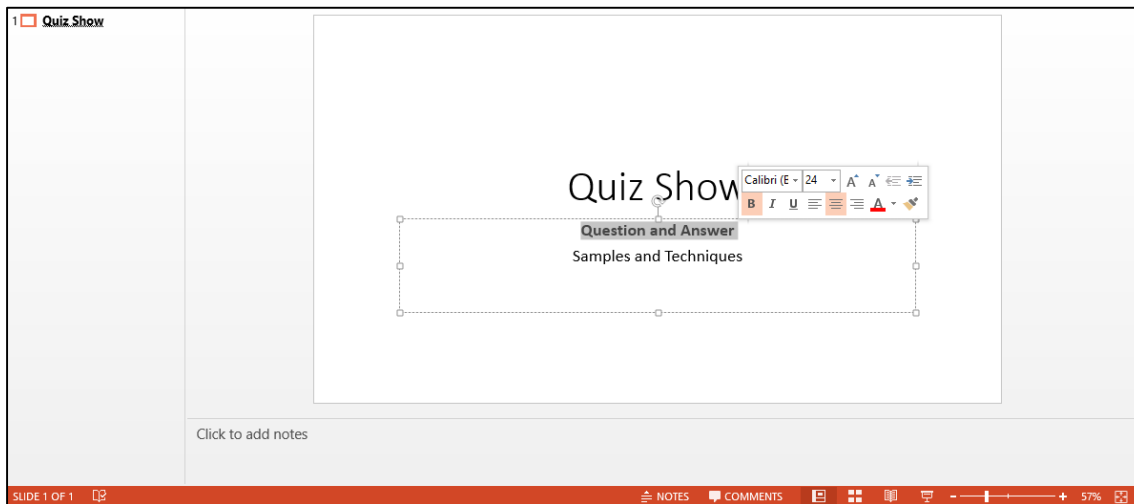 1 Quiz Show
Quiz Show
Calibri (E 24 A A
B I U A
Question and Answer
Samples and Techniques
Click to add notes
SLIDE 1 OF 1 NOTES COMMENTS 57%